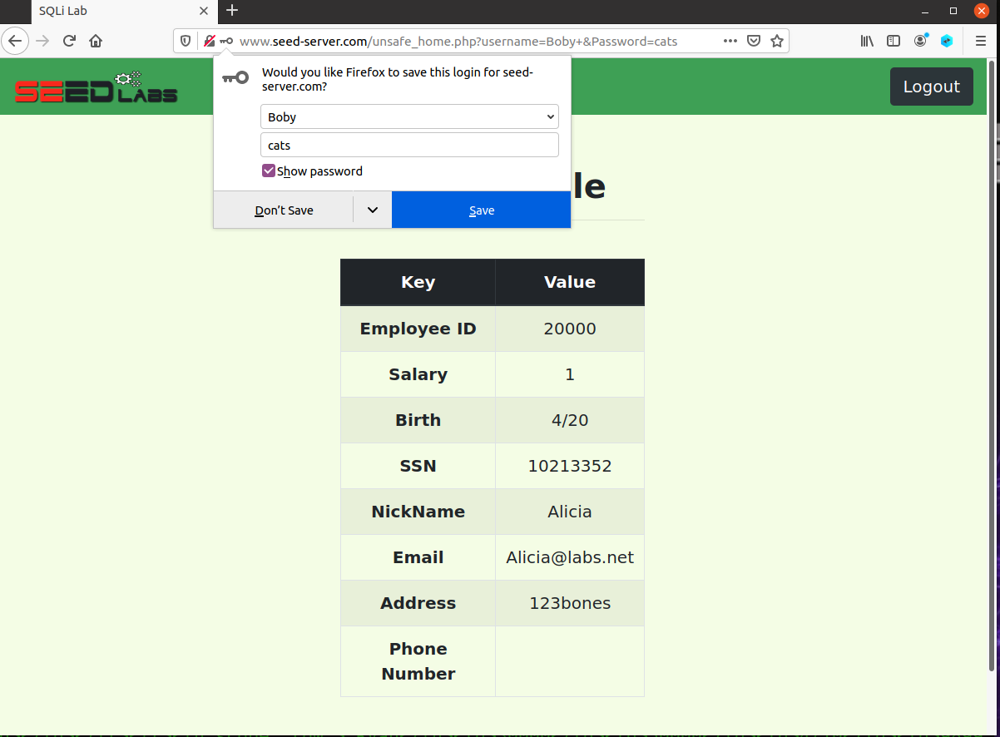 SQLi Lab
www.seed-server.com/unsafe_home.php?username=Boby+&Password=cats
SEED LABS
Logout
Would you like Firefox to save this login for seed-
server.com?
Boby
cats
Show password
Don't Save
Save
le
Key Value
Employee ID 20000
Salary 1
Birth 4/20
SSN 10213352
NickName Alicia
Email Alicia@labs.net
Address 123bones
Phone
Number